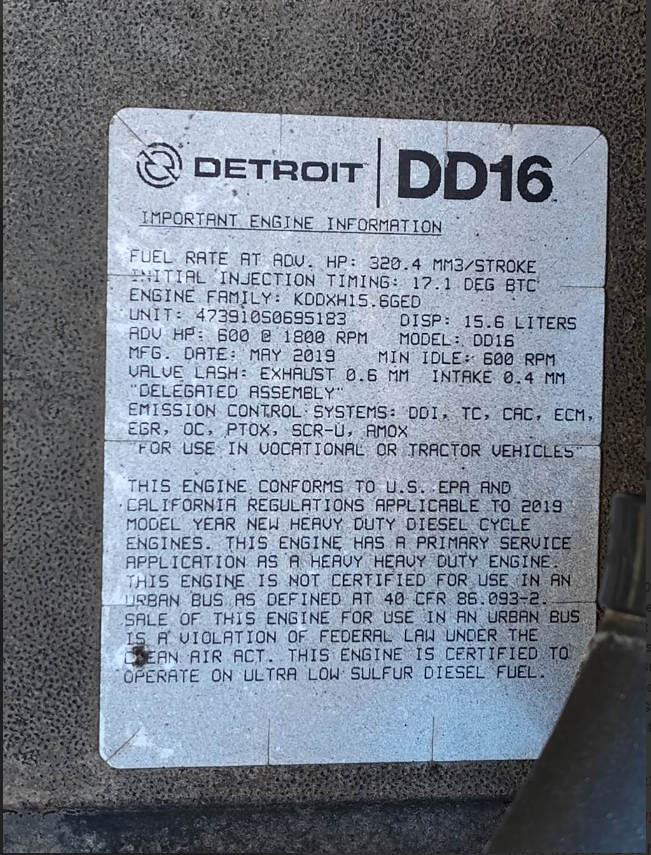 DETROIT | DD16
IMPORTANT ENGINE INFORMATION
FUEL RATE AT ADV. HP: 320.4 MM3/STROKE
INITIAL INJECTION TIMING: 17.1 DEG BTC
ENGINE FAMILY: KDDXH15.6GED
UNIT: 473910S0695183 DISP: 15.6 LITERS
ADV HP: 600 @ 1800 RPM MODEL: DD16
MFG. DATE: MAY 2019 MIN IDLE: 600 RPM
VALVE LASH: EXHAUST 0.6 MM INTAKE 0.4 MM
"DELEGATED ASSEMBLY"
EMISSION CONTROL SYSTEMS: DDI, TC, CAC, ECM,
EGR, OC, PTOX, SCR-U, AMOX
"FOR USE IN VOCATIONAL OR TRACTOR VEHICLES"
THIS ENGINE CONFORMS TO U.S. EPA AND
CALIFORNIA REGULATIONS APPLICABLE TO 2019
MODEL YEAR NEW HEAVY DUTY DIESEL CYCLE
ENGINES. THIS ENGINE HAS A PRIMARY SERVICE
APPLICATION AS A HEAVY HEAVY DUTY ENGINE.
THIS ENGINE IS NOT CERTIFIED FOR USE IN AN
URBAN BUS AS DEFINED AT 40 CFR 86.093-2.
SALE OF THIS ENGINE FOR USE IN AN URBAN BUS
IS A VIOLATION OF FEDERAL LAW UNDER THE
CLEAN AIR ACT. THIS ENGINE IS CERTIFIED TO
OPERATE ON ULTRA LOW SULFUR DIESEL FUEL.